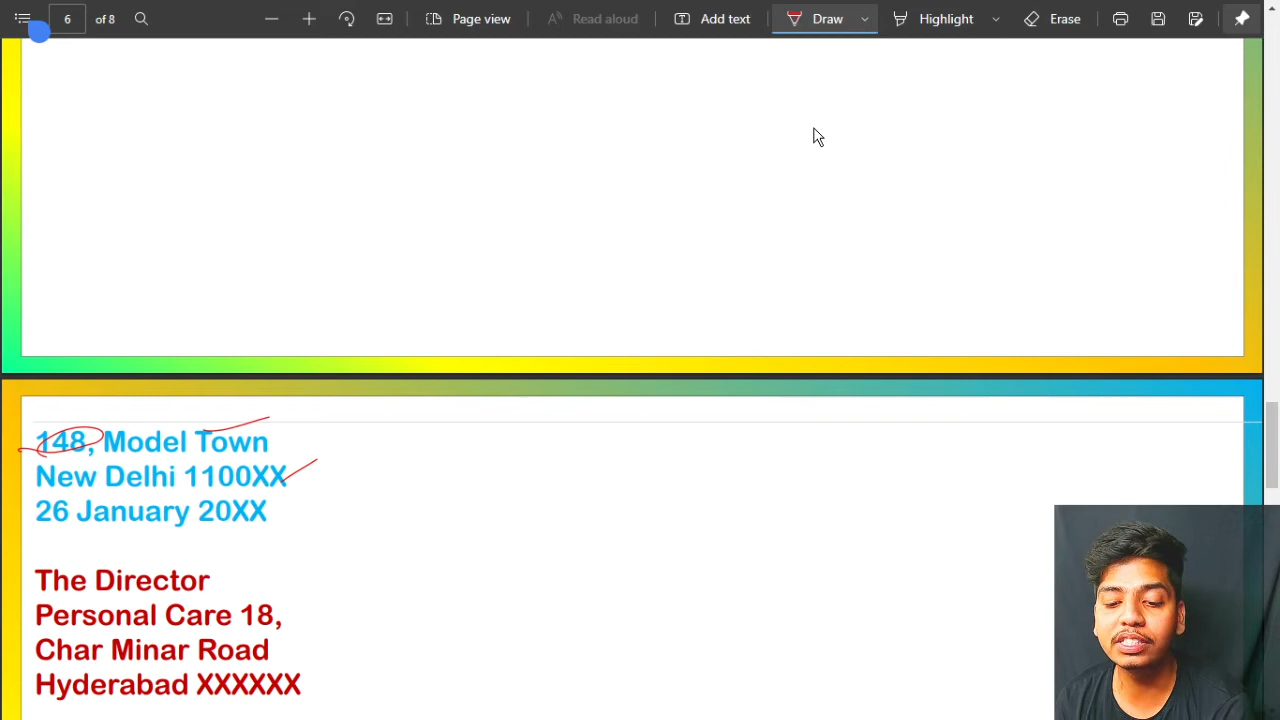 6 of 8 Page view Read aloud Add text Draw Highlight Erase
148, Model Town
New Delhi 1100XX
26 January 20XX
The Director
Personal Care 18,
Char Minar Road
Hyderabad XXXXXX